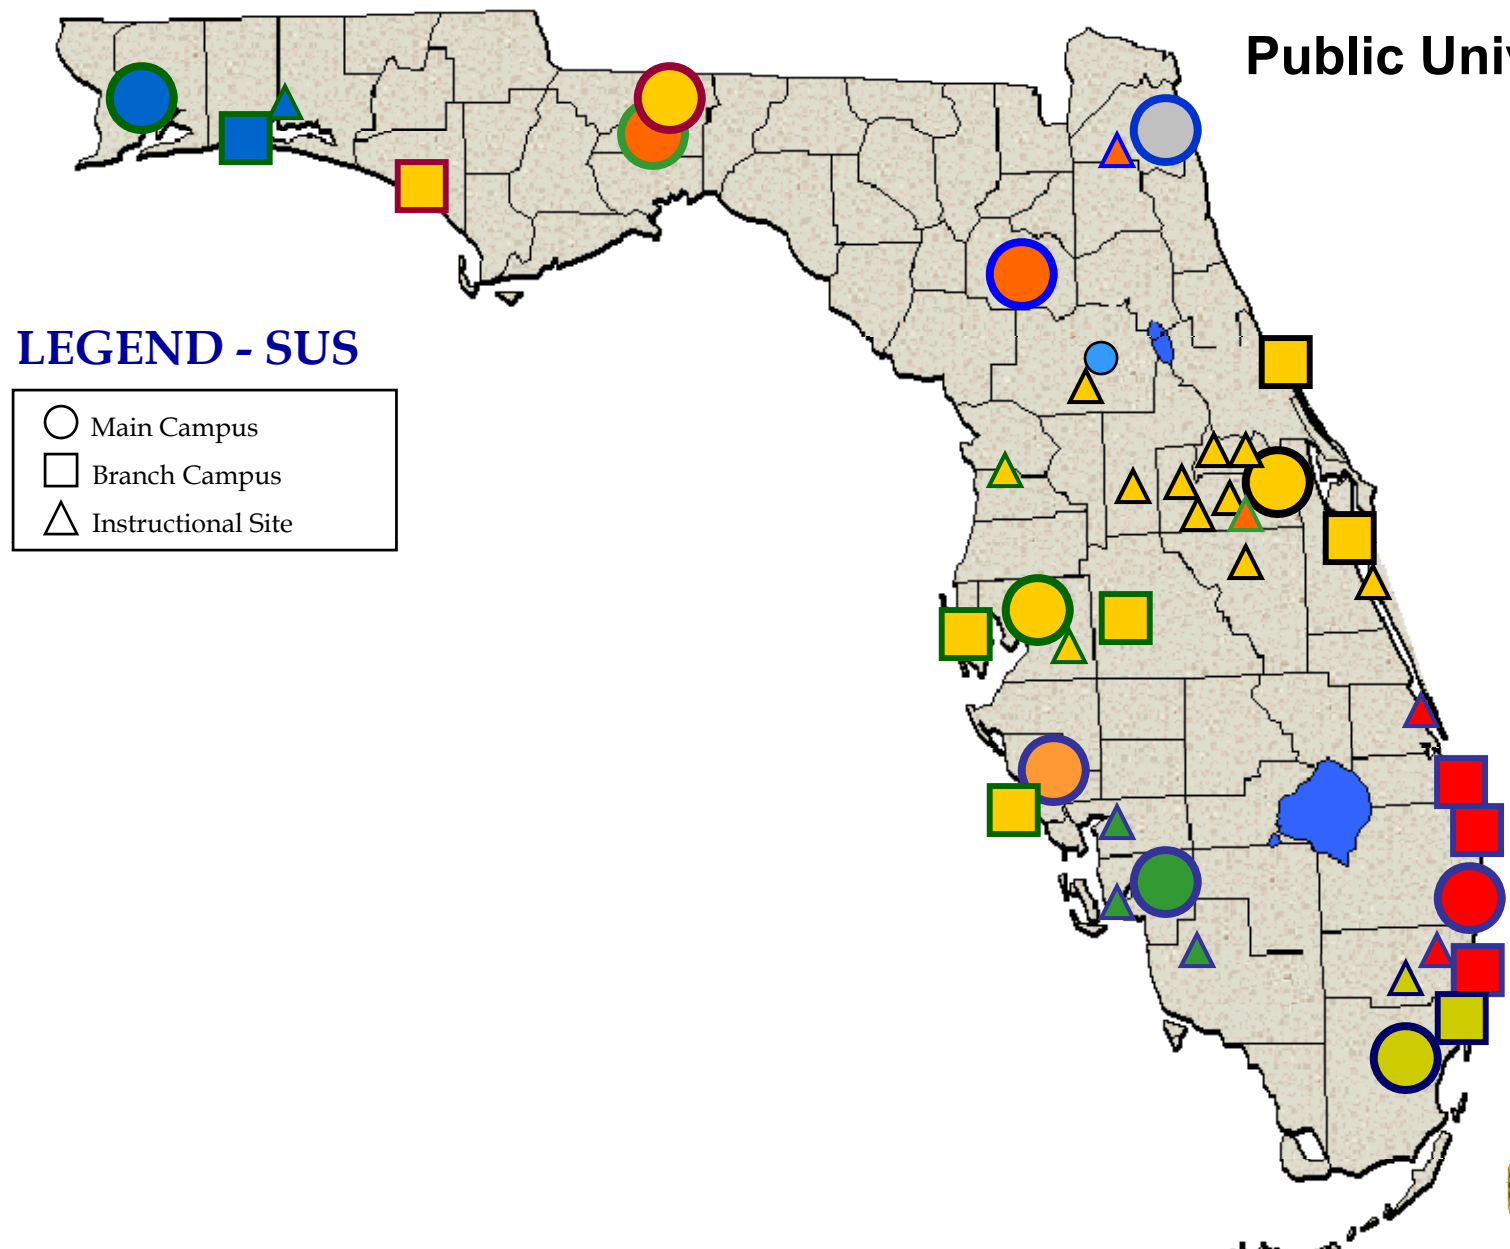 Public Univ
LEGEND - SUS
Main Campus
Branch Campus
Instructional Site